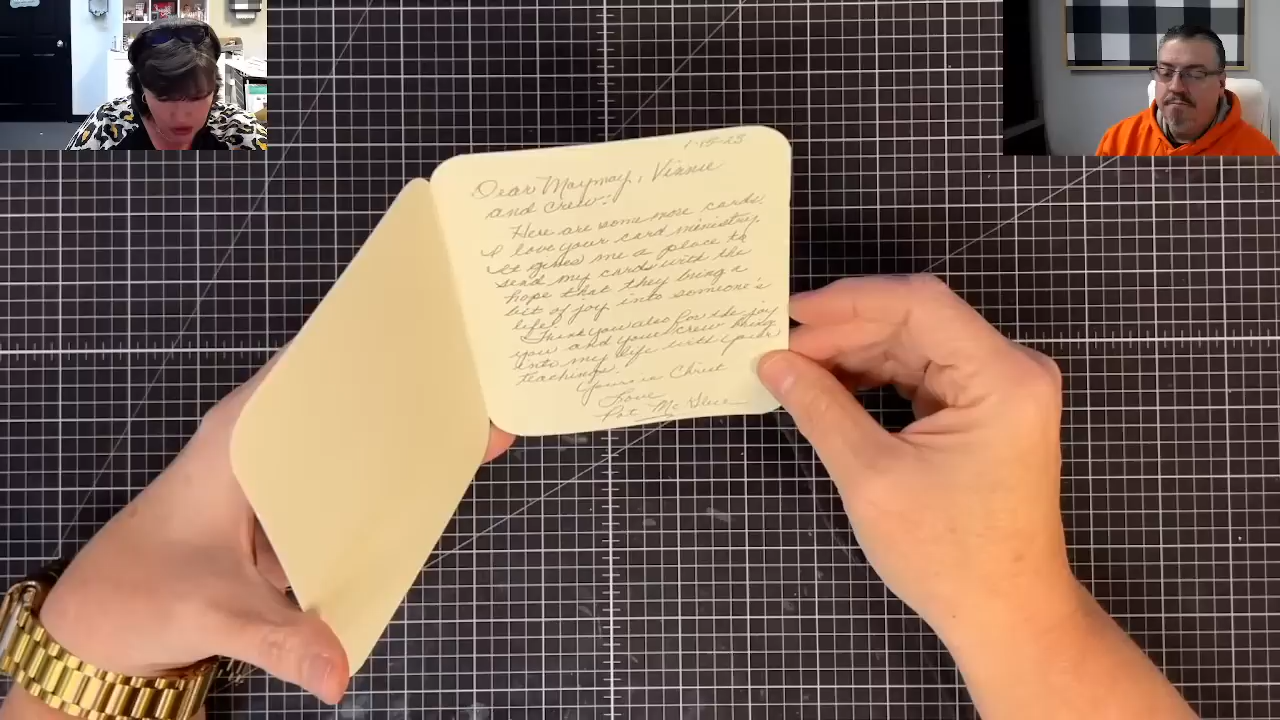 1-15-23
Dear Maymay, Vinnie
and Crew:
Here are some more cards.
I love your card ministry.
It gives me a place to
send my cards with the
hope that they bring a
bit of joy into someone's
life.
Thank you also for the joy
you and your crew bring
into my life with your
teachings.
Yours in Christ
Love
Pat